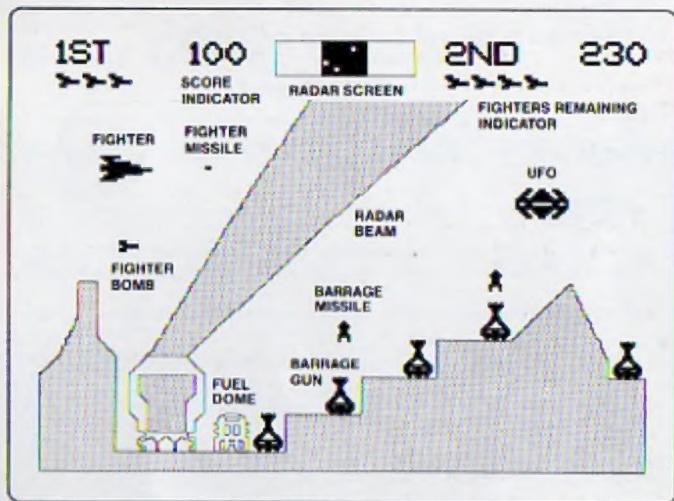 1ST 100 2ND 230
SCORE
INDICATOR
RADAR SCREEN
FIGHTERS REMAINING
INDICATOR
FIGHTER
FIGHTER
MISSILE
UFO
RADAR
BEAM
FIGHTER
BOMB
BARRAGE
MISSILE
BARRAGE
GUN
FUEL
DOME